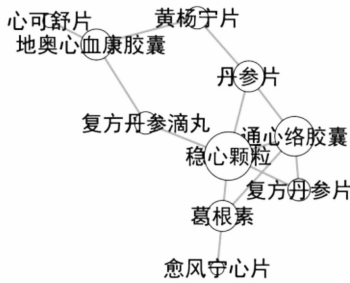 心可舒片
黄杨宁片
地奥心血康胶囊
丹参片
复方丹参滴丸
通心络胶囊
稳心颗粒
复方丹参片
葛根素
愈风宁心片